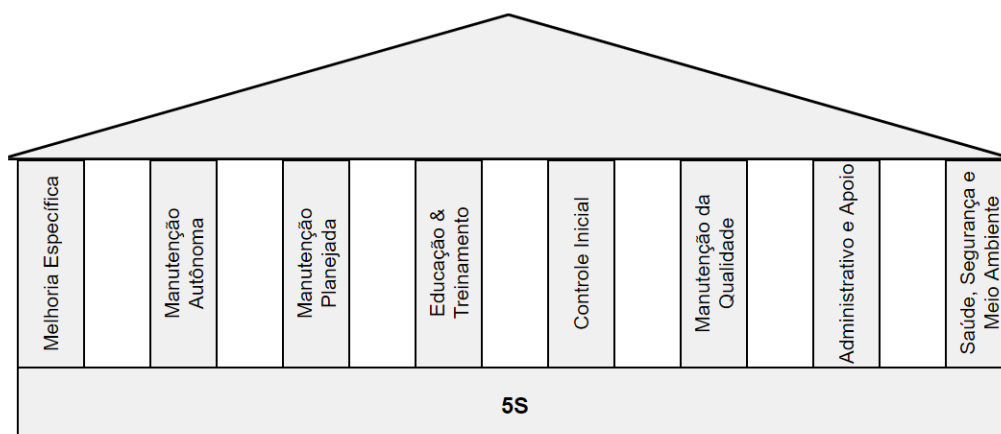 Melhoria Específica
Manutenção
Autônoma
Manutenção
Planejada
Educação &
Treinamento
Controle Inicial
Manutenção da
Qualidade
Administrativo e Apoio
Saúde, Segurança e
Meio Ambiente
5S